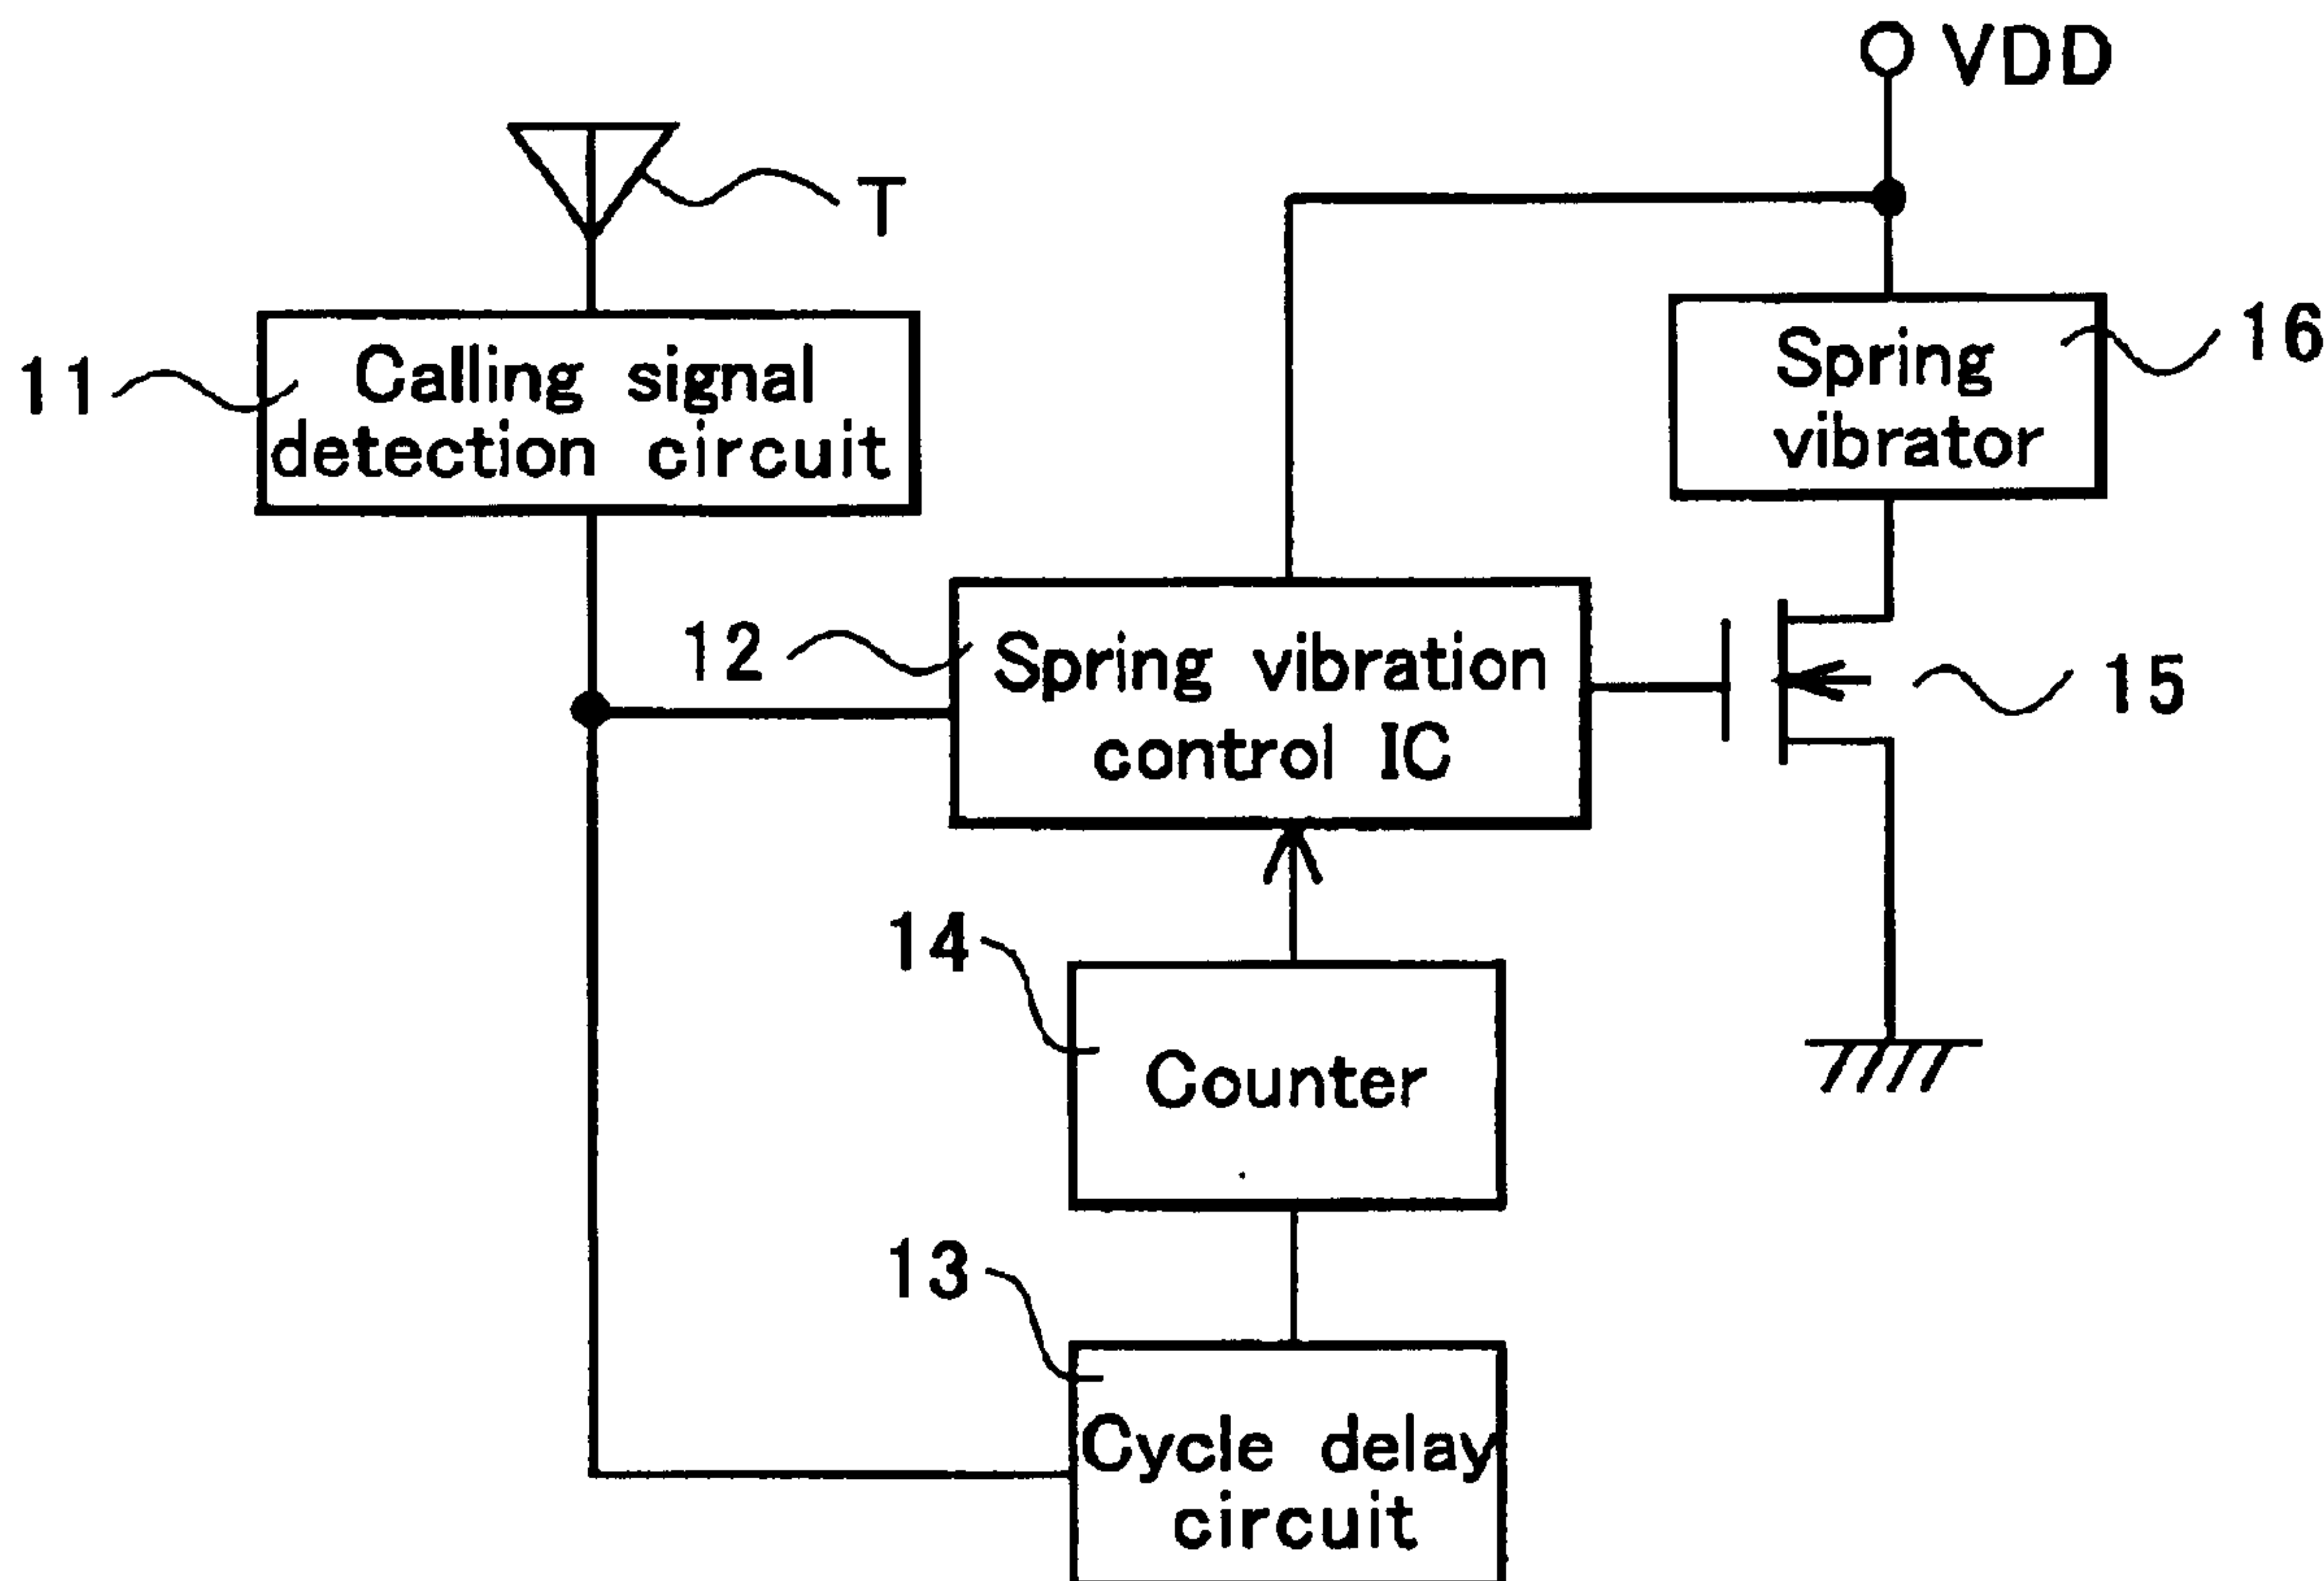 VDD
T
11
Calling signal
detection circuit
16
Spring
vibrator
12
Spring vibration
control IC
15
14
Counter
13
Cycle delay
circuit